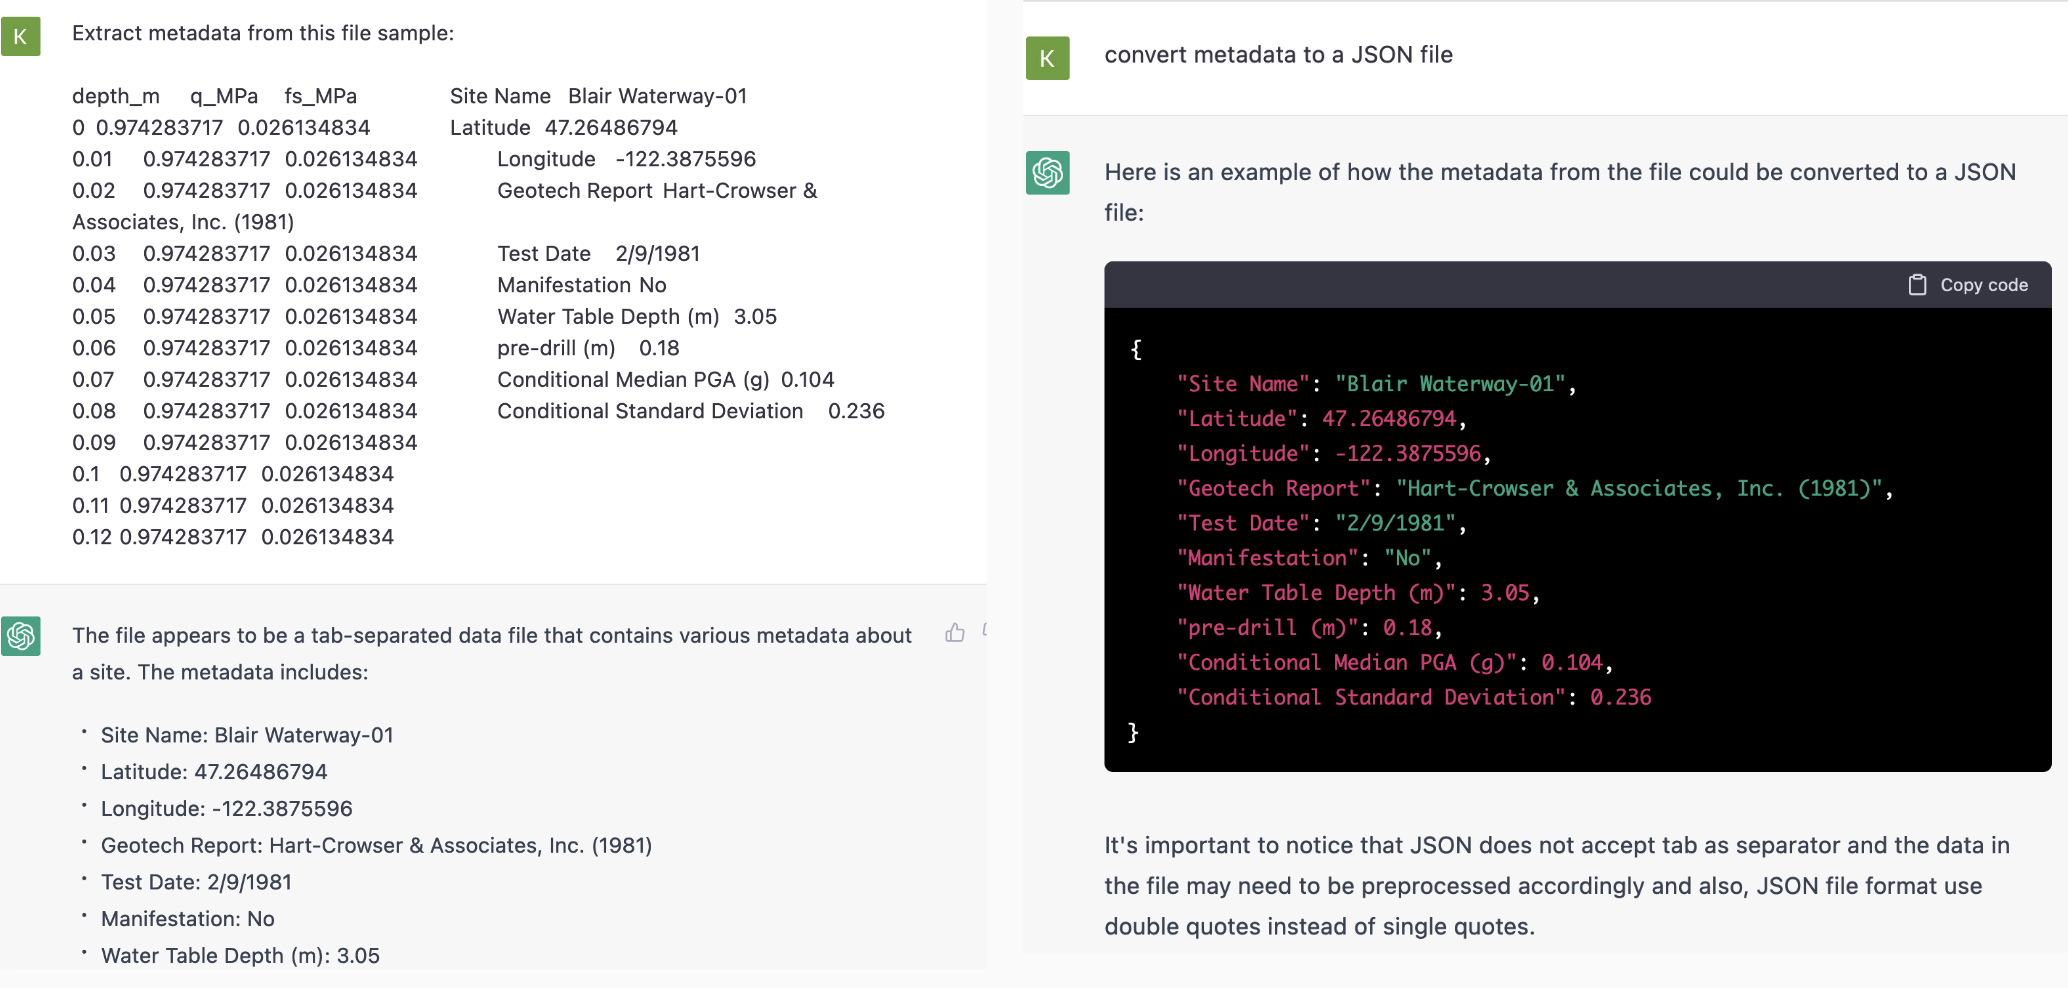 K
Extract metadata from this file sample:
depth_m q_MPa fs_MPa Site Name Blair Waterway-01
0 0.974283717 0.026134834 Latitude 47.26486794
0.01 0.974283717 0.026134834 Longitude -122.3875596
0.02 0.974283717 0.026134834 Geotech Report Hart-Crowser &
Associates, Inc. (1981)
0.03 0.974283717 0.026134834 Test Date 2/9/1981
0.04 0.974283717 0.026134834 Manifestation No
0.05 0.974283717 0.026134834 Water Table Depth (m) 3.05
0.06 0.974283717 0.026134834 pre-drill (m) 0.18
0.07 0.974283717 0.026134834 Conditional Median PGA (g) 0.104
0.08 0.974283717 0.026134834 Conditional Standard Deviation 0.236
0.09 0.974283717 0.026134834
0.1 0.974283717 0.026134834
0.11 0.974283717 0.026134834
0.12 0.974283717 0.026134834
The file appears to be a tab-separated data file that contains various metadata about
a site. The metadata includes:
• Site Name: Blair Waterway-01
• Latitude: 47.26486794
• Longitude: -122.3875596
• Geotech Report: Hart-Crowser & Associates, Inc. (1981)
• Test Date: 2/9/1981
• Manifestation: No
• Water Table Depth (m): 3.05
K
convert metadata to a JSON file
Here is an example of how the metadata from the file could be converted to a JSON
file:
Copy code
{
"Site Name": "Blair Waterway-01",
"Latitude": 47.26486794,
"Longitude": -122.3875596,
"Geotech Report": "Hart-Crowser & Associates, Inc. (1981)",
"Test Date": "2/9/1981",
"Manifestation": "No",
"Water Table Depth (m)": 3.05,
"pre-drill (m)": 0.18,
"Conditional Median PGA (g)": 0.104,
"Conditional Standard Deviation": 0.236
}
It's important to notice that JSON does not accept tab as separator and the data in
the file may need to be preprocessed accordingly and also, JSON file format use
double quotes instead of single quotes.